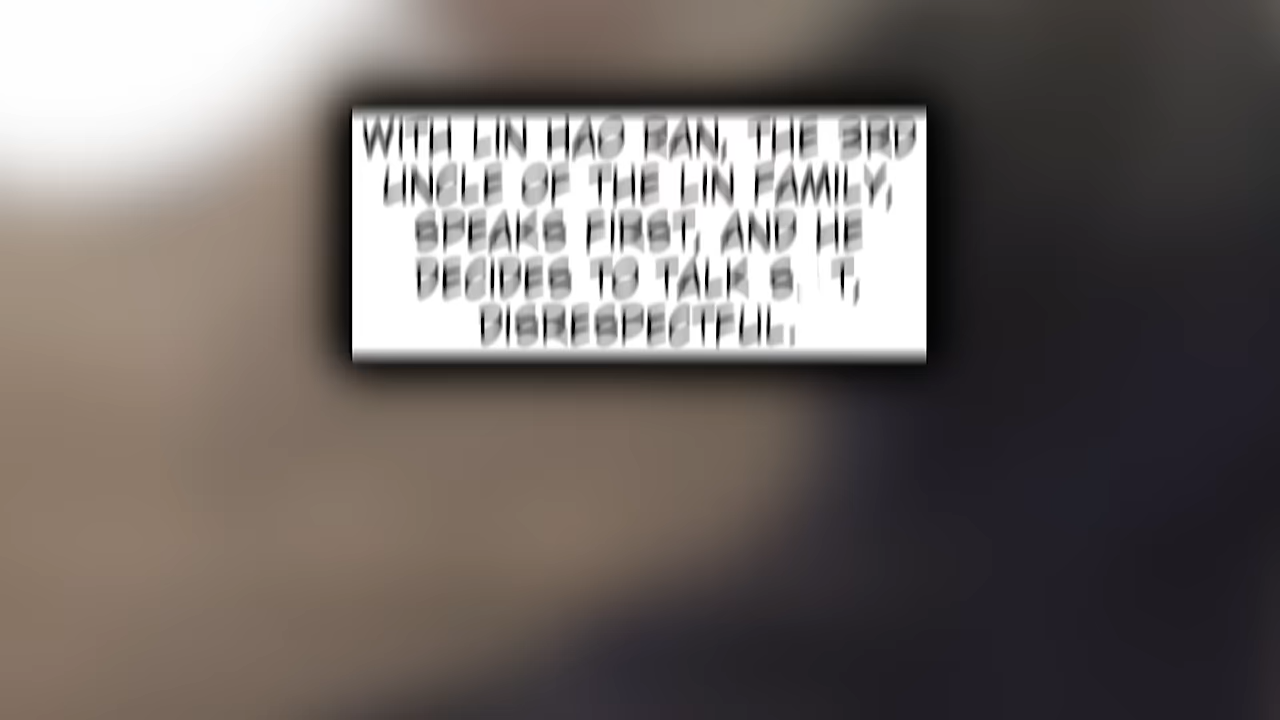 WITH LIN HAO RAN, THE 3RD
UNCLE OF THE LIN FAMILY,
SPEAKS FIRST, AND HE
DECIDES TO TALK
DISRESPECTFUL.